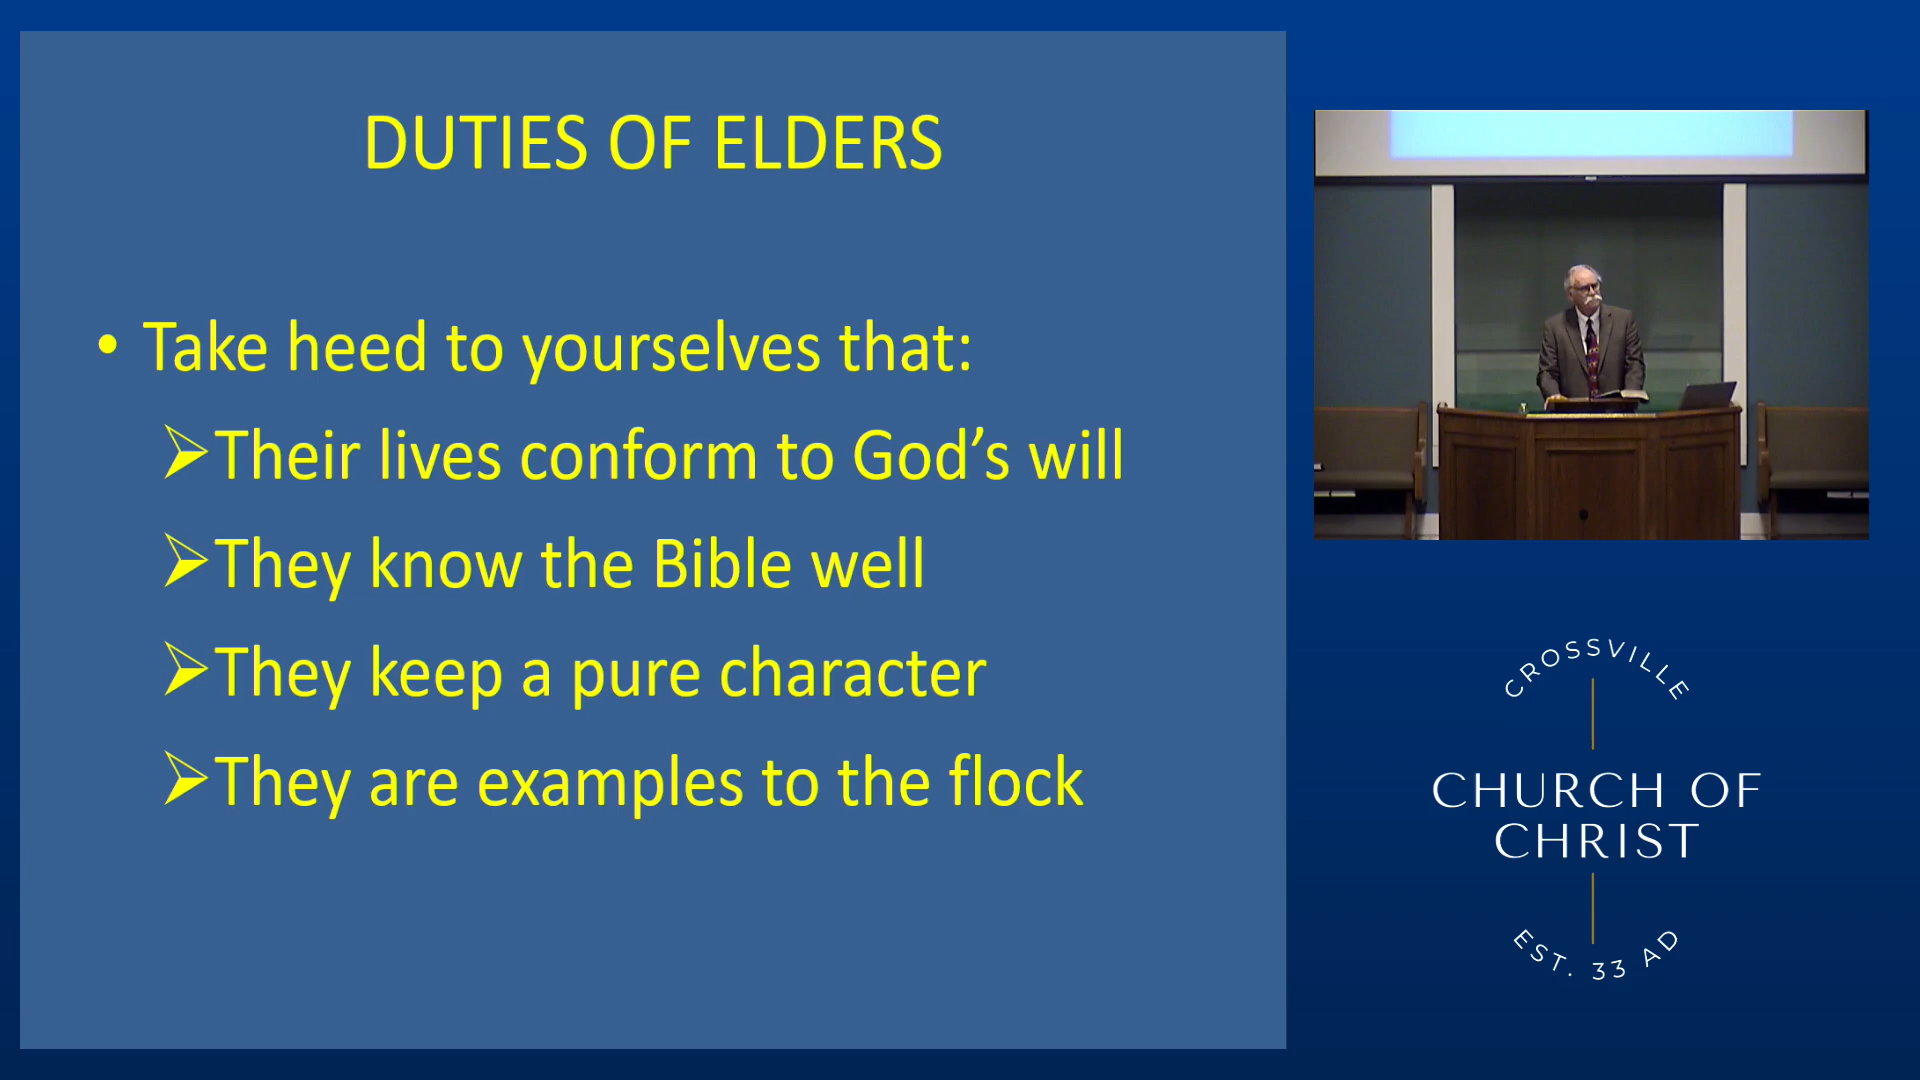 DUTIES OF ELDERS
• Take heed to yourselves that:
➢Their lives conform to God’s will
➢They know the Bible well
➢They keep a pure character
➢They are examples to the flock
CROSSVILLE
CHURCH OF
CHRIST
EST. 33 AD